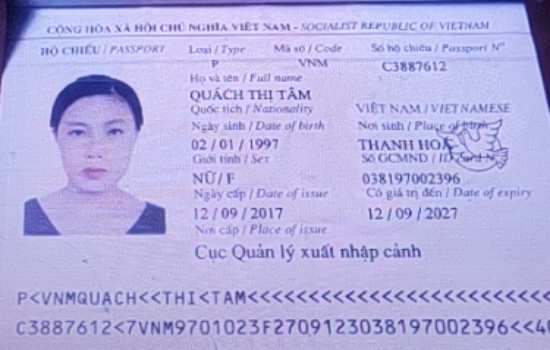 CỘNG HÒA XÃ HỘI CHỦ NGHĨA VIỆT NAM - SOCIALIST REPUBLIC OF VIETNAM
HỘ CHIẾU / PASSPORT Loại / Type Mã số / Code Số hộ chiếu / Passport Nº
P VNM C3887612
Họ và tên / Full name
QUÁCH THỊ TÂM
Quốc tịch / Nationality VIỆT NAM / VIETNAMESE
Ngày sinh / Date of birth Nơi sinh / Place of birth
02 / 01 / 1997 THANH HOÁ
Giới tính / Sex Số GCMND / ID Card Nº
NỮ / F 038197002396
Ngày cấp / Date of issue Có giá trị đến / Date of expiry
12 / 09 / 2017 12 / 09 / 2027
Nơi cấp / Place of issue
Cục Quản lý xuất nhập cảnh
P<VNMQUACH<<THI<TAM<<<<<<<<<<<<<<<<<<<<<<<<<
C3887612<7VNM9701023F2709123038197002396<<4